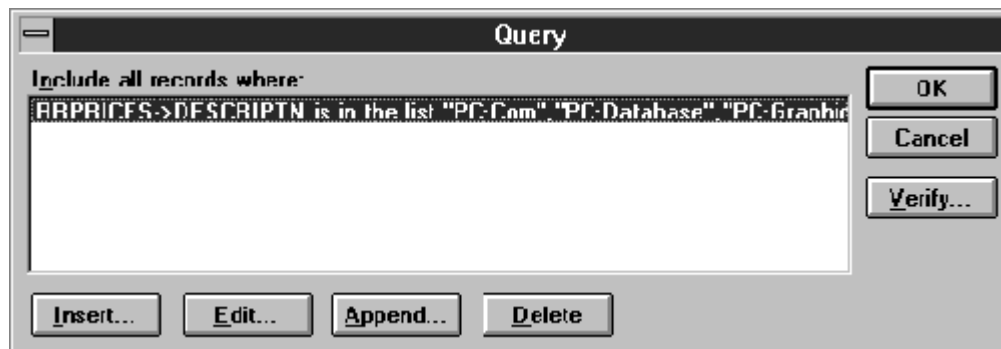 Query
Include all records where:
ARPRICES->DESCRIPTN is in the list "PC-Com", "PC-Database", "PC-Graphic
OK
Cancel
Verify...
Insert... Edit... Append... Delete